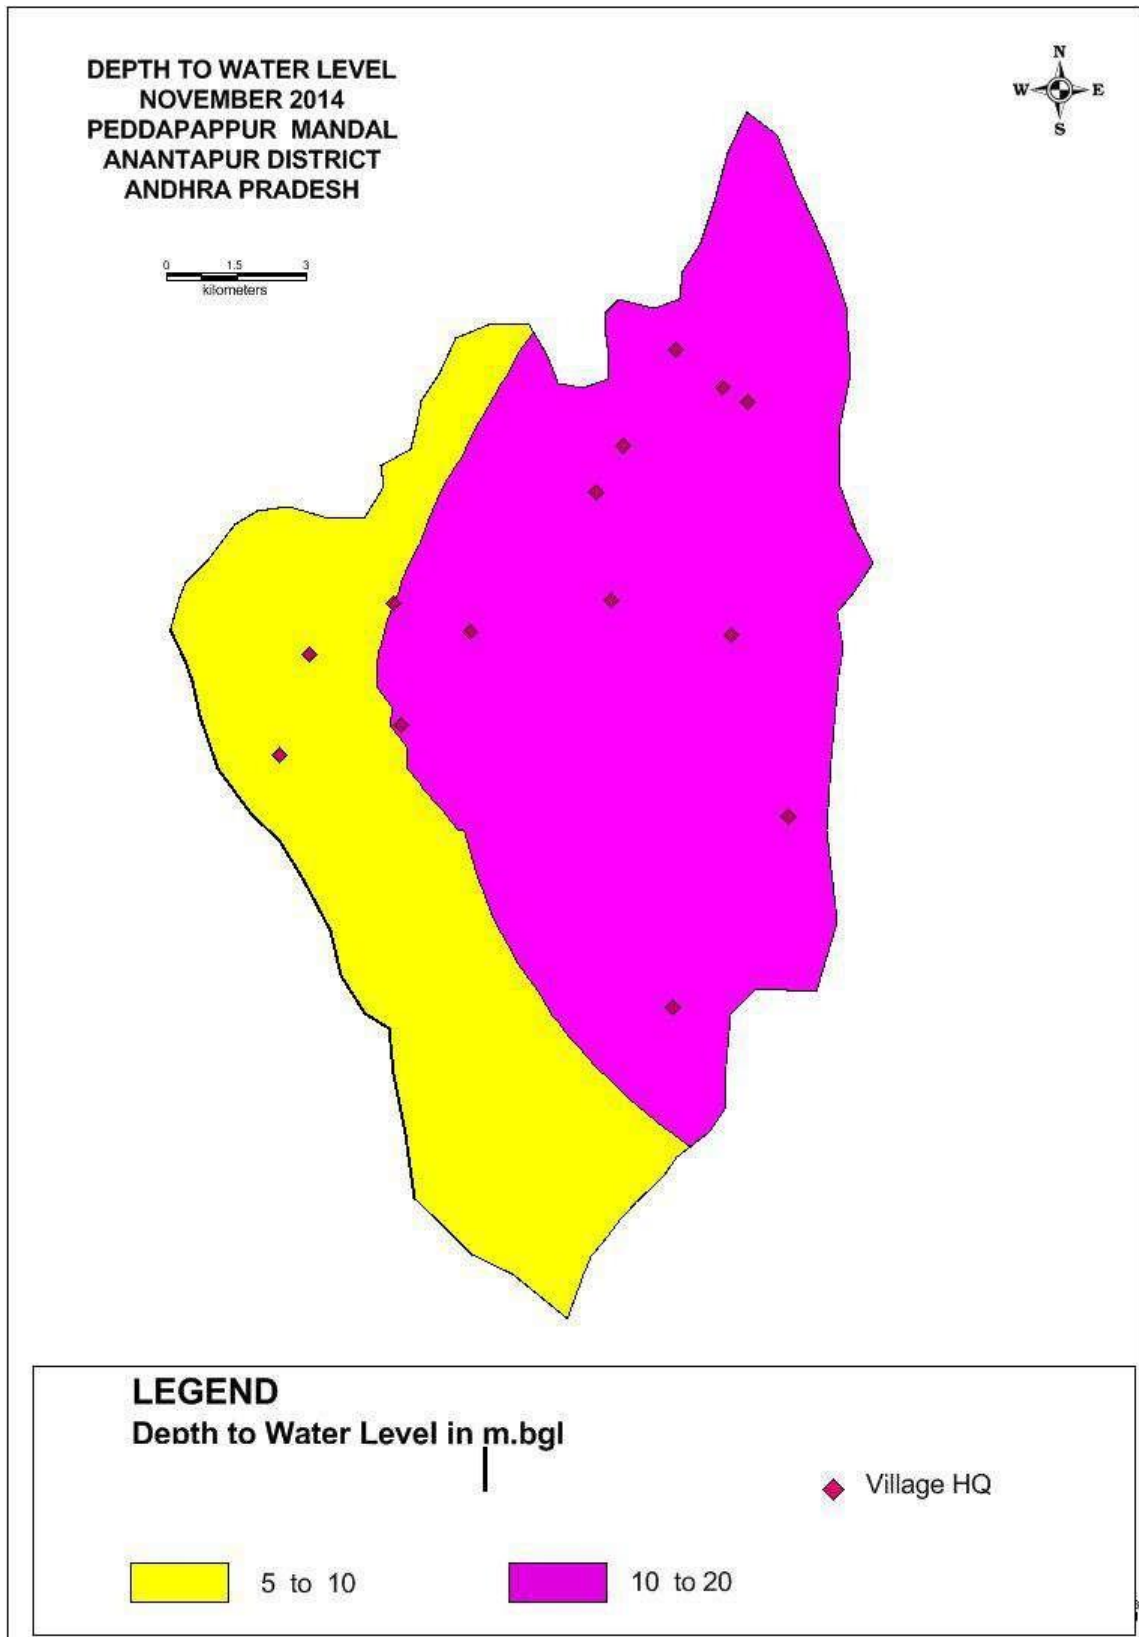 DEPTH TO WATER LEVEL
NOVEMBER 2014
PEDDAPAPPUR MANDAL
ANANTAPUR DISTRICT
ANDHRA PRADESH
N
W E
S
0 1.5 3
kilometers
LEGEND
Depth to Water Level in m.bgl
Village HQ
5 to 10
10 to 20